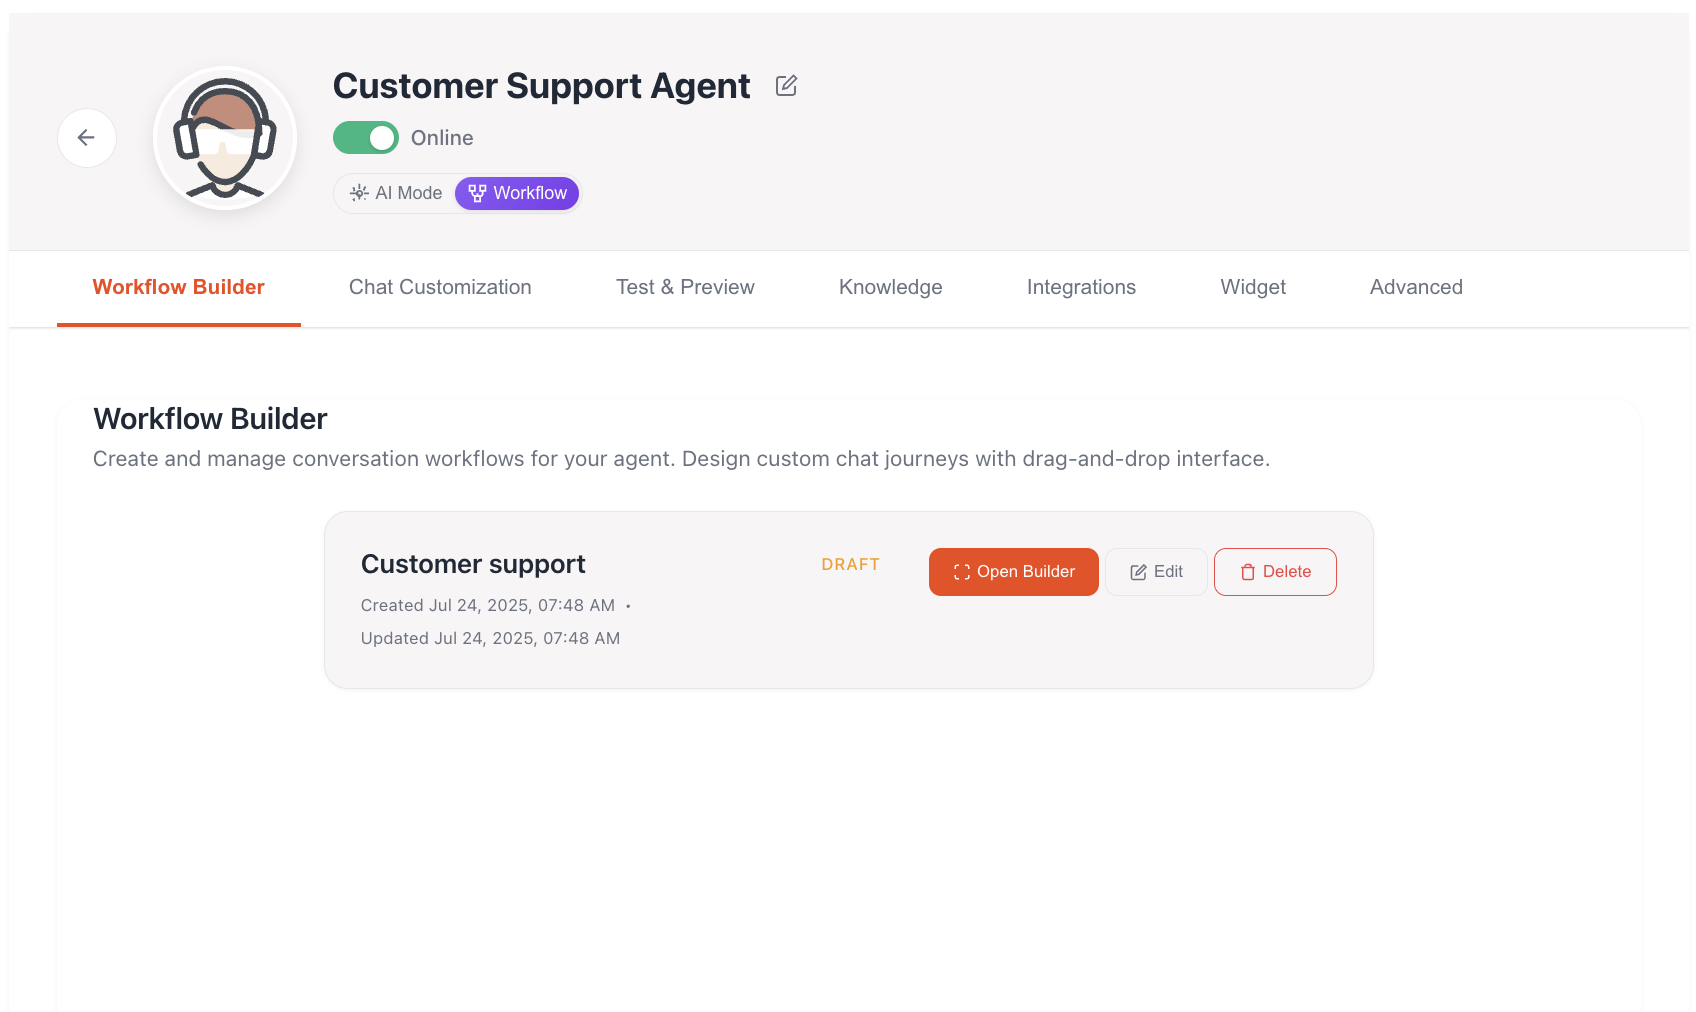 Customer Support Agent
Online
AI Mode
Workflow
Workflow Builder
Chat Customization
Test & Preview
Knowledge
Integrations
Widget
Advanced
Workflow Builder
Create and manage conversation workflows for your agent. Design custom chat journeys with drag-and-drop interface.
Customer support
DRAFT
Open Builder
Edit
Delete
Created Jul 24, 2025, 07:48 AM •
Updated Jul 24, 2025, 07:48 AM